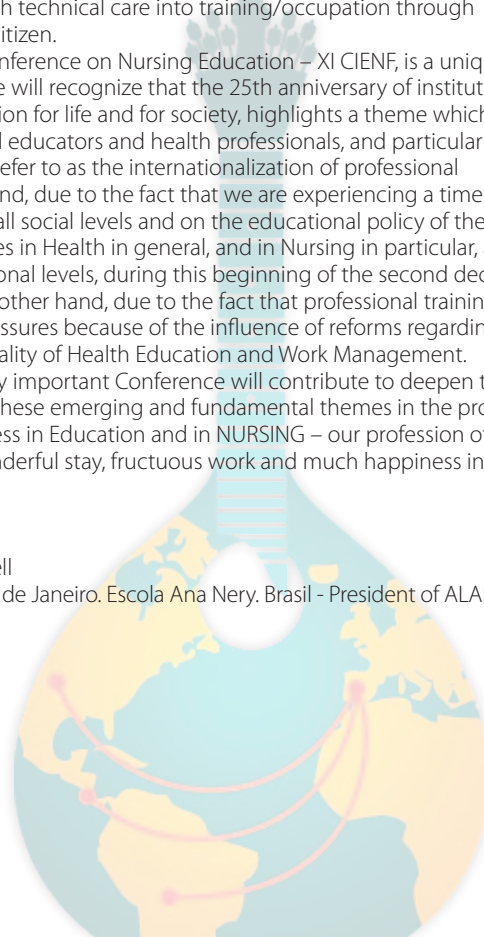 h technical care into training/occupation through
itizen.
nference on Nursing Education – XI CIENF, is a uniq
e will recognize that the 25th anniversary of institut
ion for life and for society, highlights a theme which
d educators and health professionals, and particular
efer to as the internationalization of professional
nd, due to the fact that we are experiencing a time
all social levels and on the educational policy of the
es in Health in general, and in Nursing in particular, a
onal levels, during this beginning of the second dec
other hand, due to the fact that professional trainin
ssures because of the influence of reforms regardin
ality of Health Education and Work Management.
y important Conference will contribute to deepen t
hese emerging and fundamental themes in the pro
ess in Education and in NURSING – our profession of
nderful stay, fructuous work and much happiness in
ell
de Janeiro. Escola Ana Nery. Brasil - President of ALA